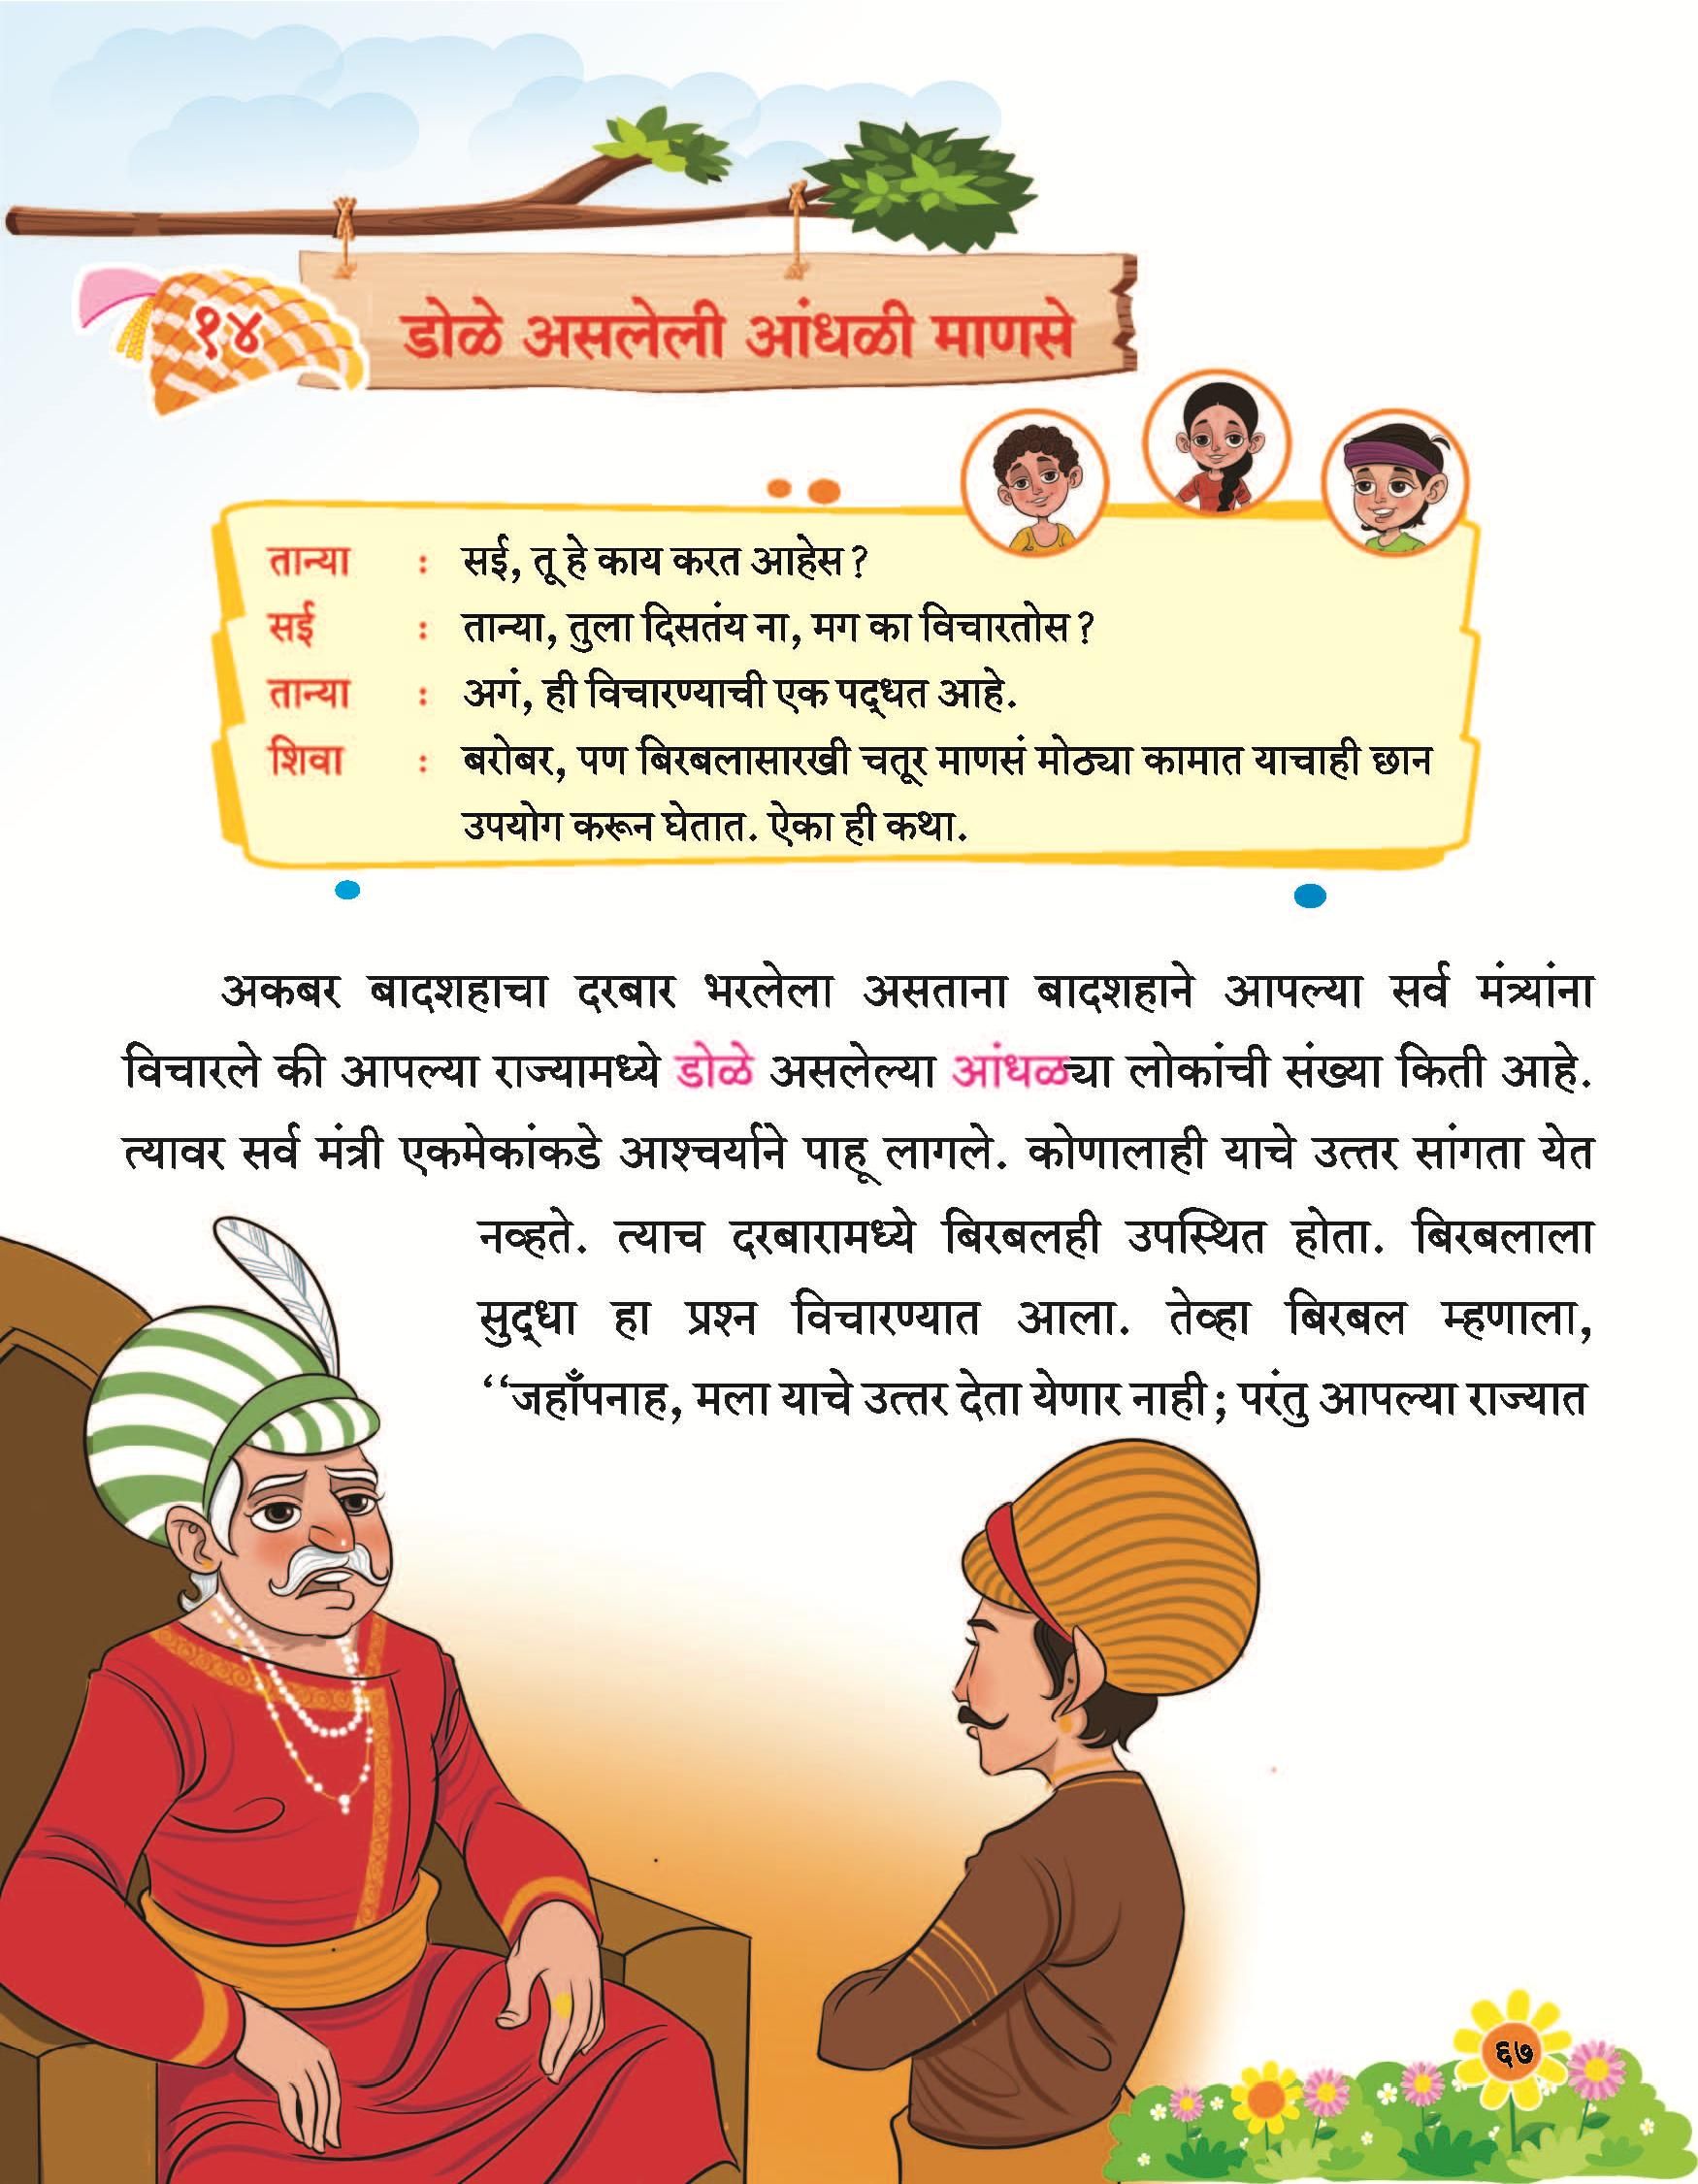 १४
डोळे असलेली आंधळी माणसे
तान्या : सई, तू हे काय करत आहेस?
सई : तान्या, तुला दिसतंय ना, मग का विचारतोस?
तान्या : अगं, ही विचारण्याची एक पद्धत आहे.
शिवा : बरोबर, पण बिरबलासारखी चतूर माणसं मोठ्या कामात याचाही छान
उपयोग करून घेतात. ऐका ही कथा.
अकबर बादशहाचा दरबार भरलेला असताना बादशहाने आपल्या सर्व मंत्र्यांना
विचारले की आपल्या राज्यामध्ये डोळे असलेल्या आंधळ्या लोकांची संख्या किती आहे.
त्यावर सर्व मंत्री एकमेकांकडे आश्चर्याने पाहू लागले. कोणालाही याचे उत्तर सांगता येत
नव्हते. त्याच दरबारामध्ये बिरबलही उपस्थित होता. बिरबलाला
सुद्धा हा प्रश्न विचारण्यात आला. तेव्हा बिरबल म्हणाला,
“जहाँपनाह, मला याचे उत्तर देता येणार नाही; परंतु आपल्या राज्यात
६७